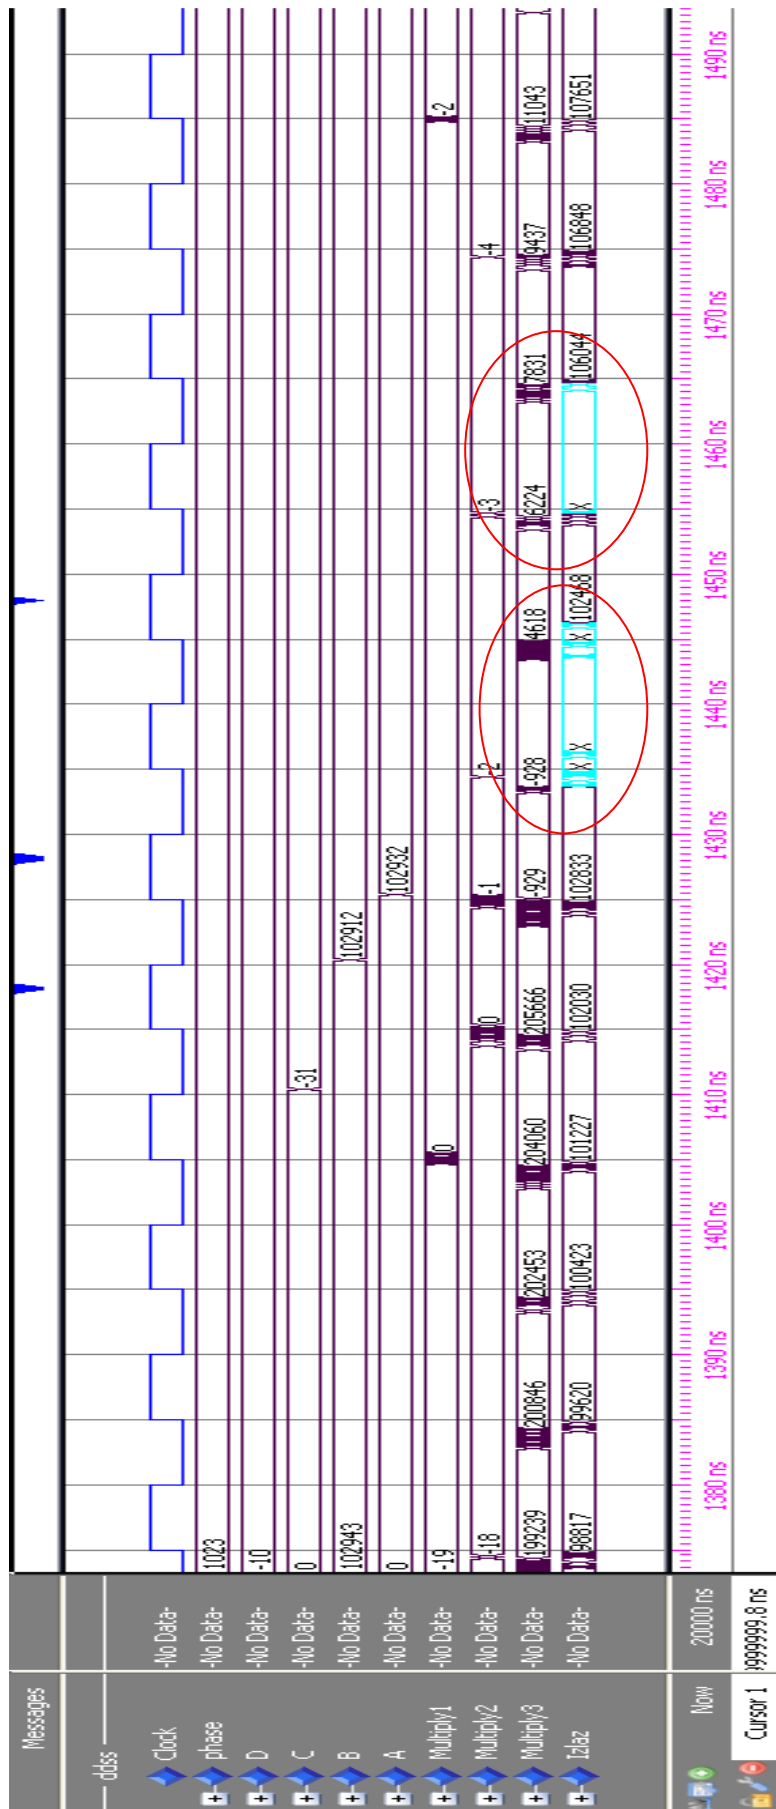 Messages
ddss
Clock -No Data-
phase -No Data- 1023
D -No Data- -10
C -No Data- 0 -31
B -No Data- 102943 102912
A -No Data- 0 102932
Multiply1 -No Data- -19 0 -2
Multiply2 -No Data- -18 0 -1 -2 -3 -4
Multiply3 -No Data- 199239 200846 202453 204060 205666 -929 -928 4618 6224 7831 9437 11043
Izlaz -No Data- 98817 99620 100423 101227 102030 102833 X X X 102468 X 106044 106848 107651
Now 20000 ns 1380 ns 1390 ns 1400 ns 1410 ns 1420 ns 1430 ns 1440 ns 1450 ns 1460 ns 1470 ns 1480 ns 1490 ns
Cursor 1 9999999.8 ns